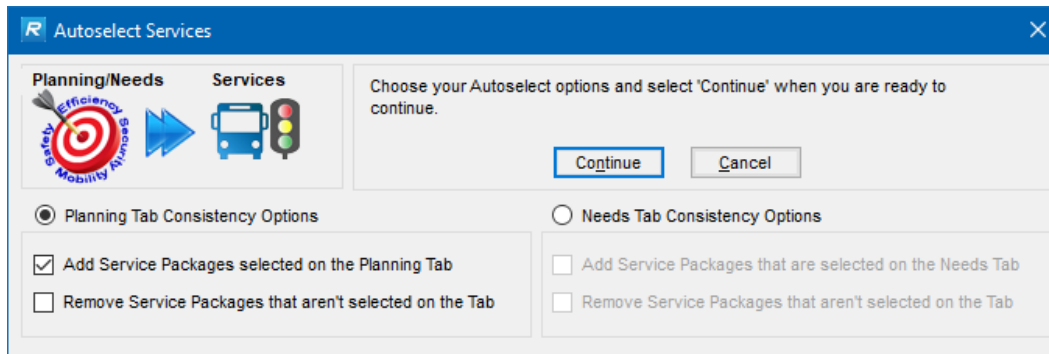 R Autoselect Services
Planning/Needs
Services
Efficiency
Security
Mobility
Safety
Choose your Autoselect options and select 'Continue' when you are ready to
continue.
Continue
Cancel
Planning Tab Consistency Options
Needs Tab Consistency Options
Add Service Packages selected on the Planning Tab
Add Service Packages that are selected on the Needs Tab
Remove Service Packages that aren't selected on the Tab
Remove Service Packages that aren't selected on the Tab